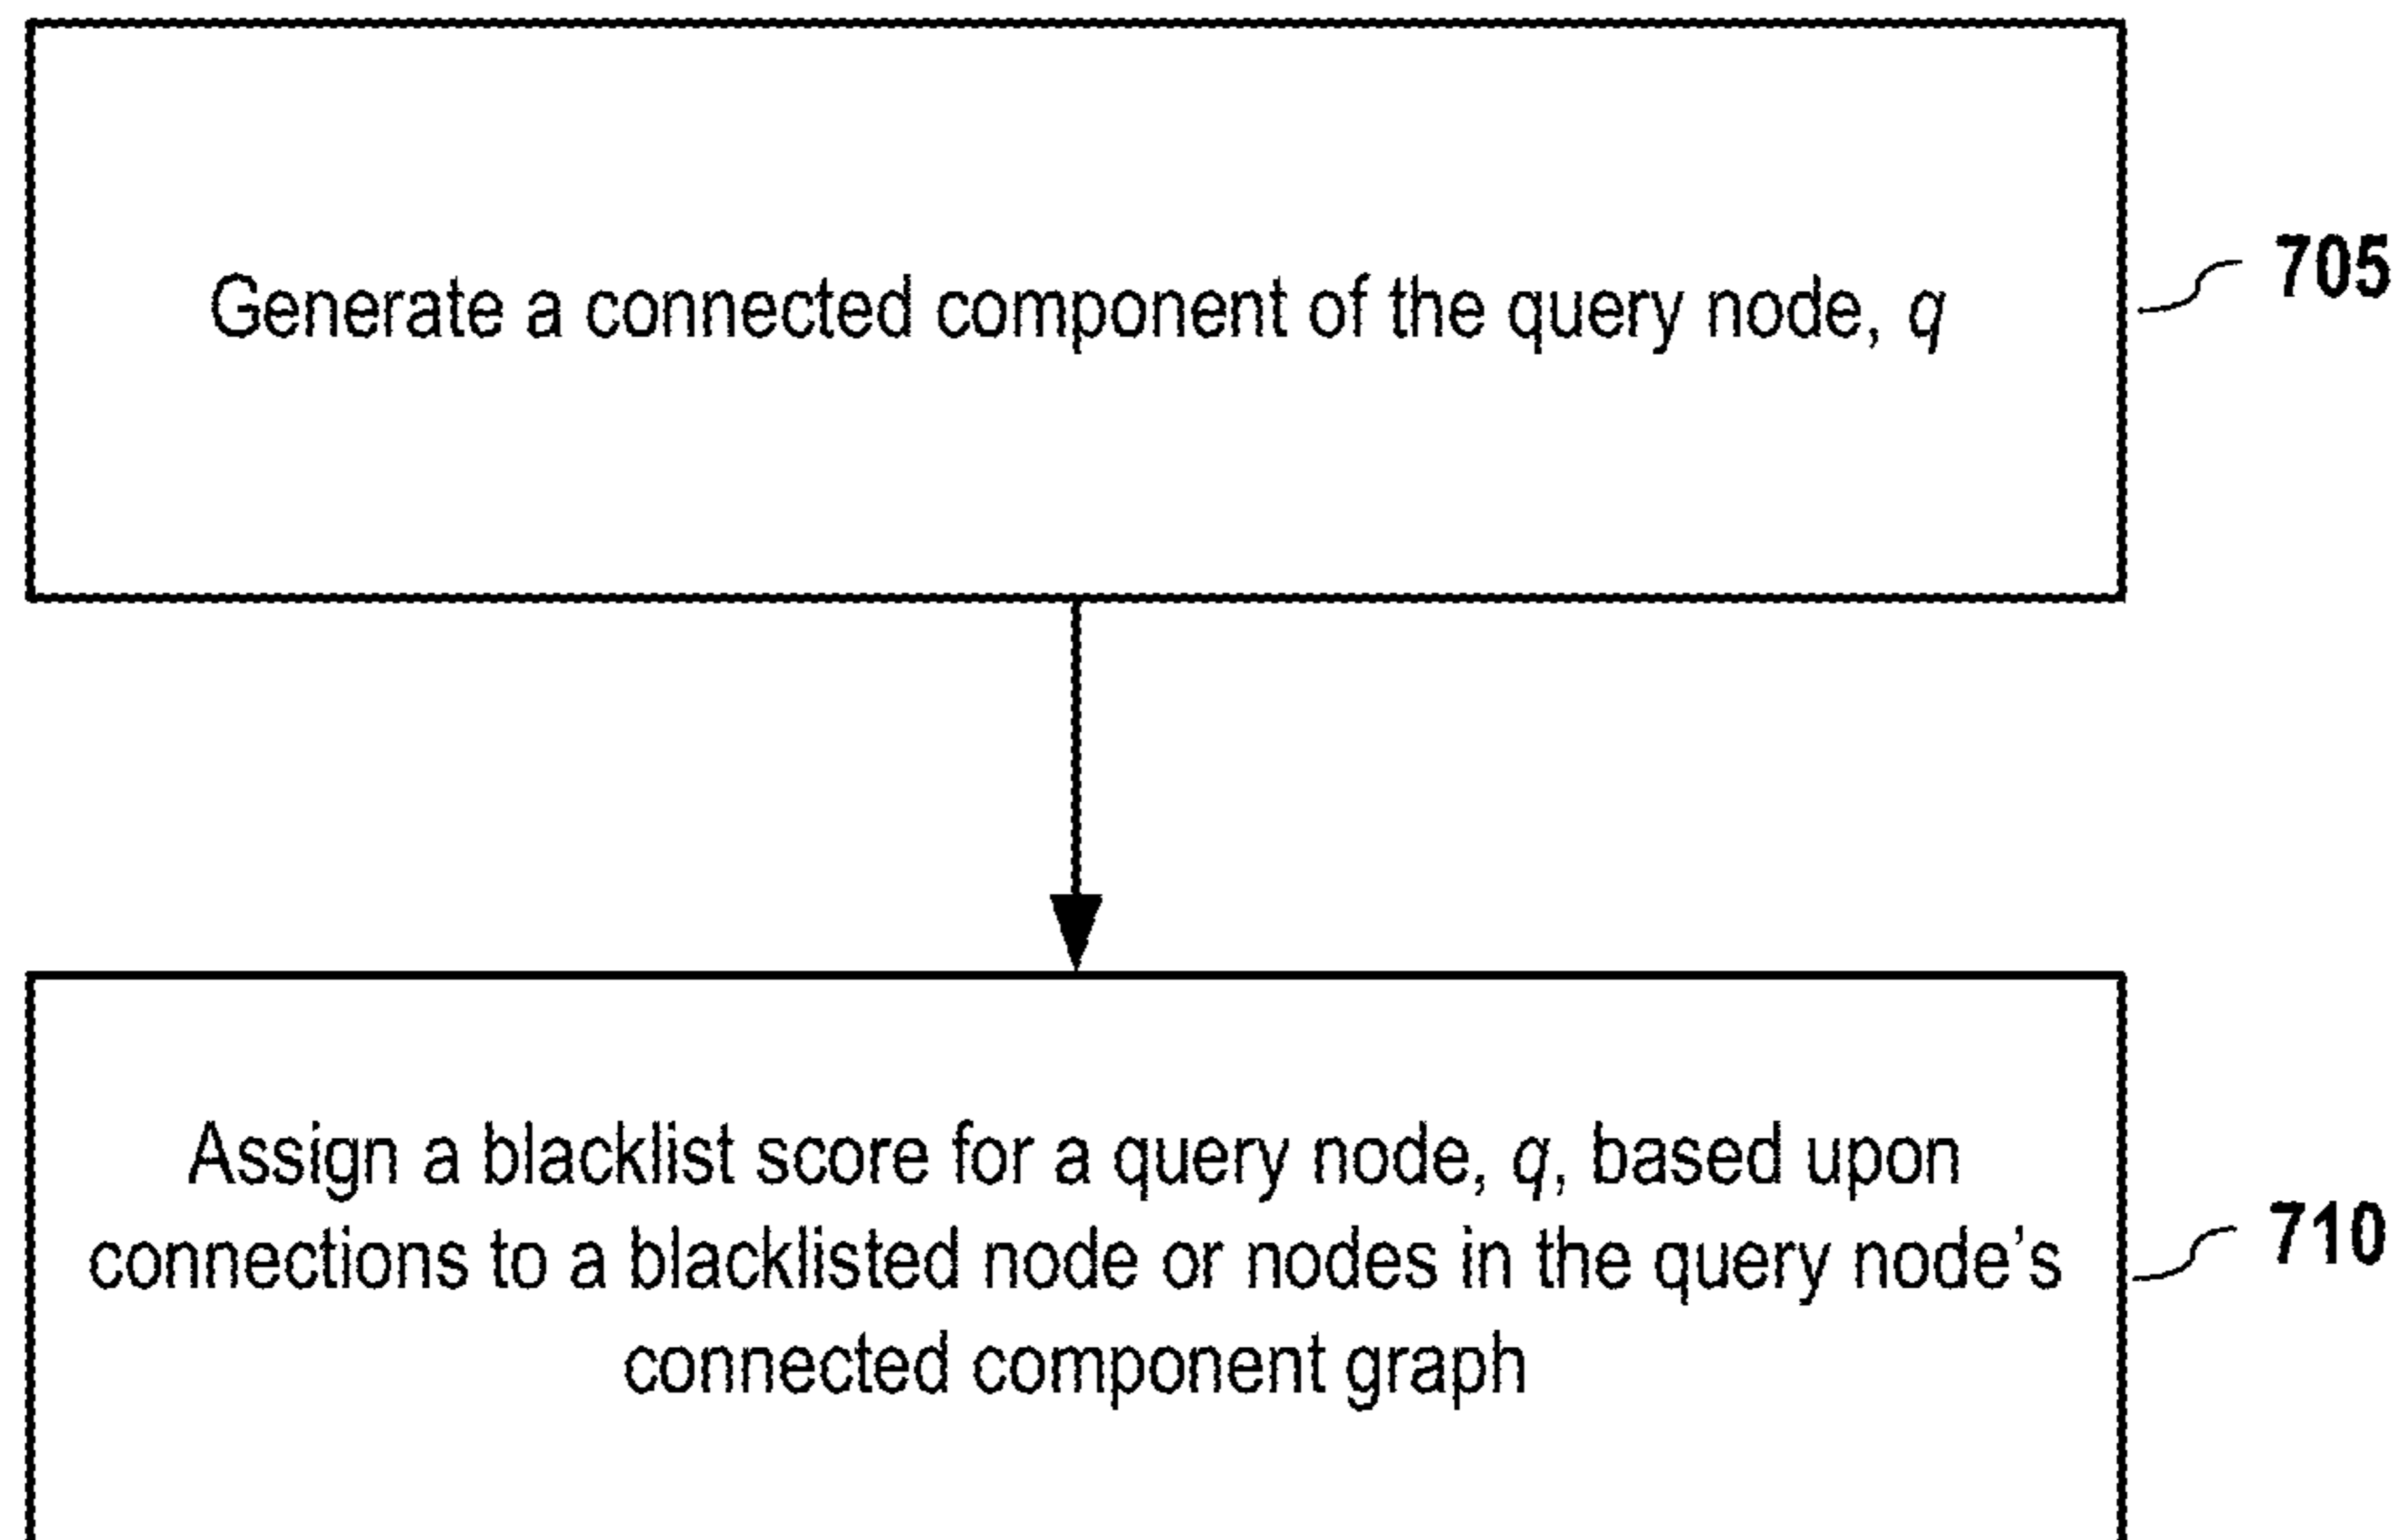 Generate a connected component of the query node, q
705
Assign a blacklist score for a query node, q, based upon
connections to a blacklisted node or nodes in the query node’s
connected component graph
710